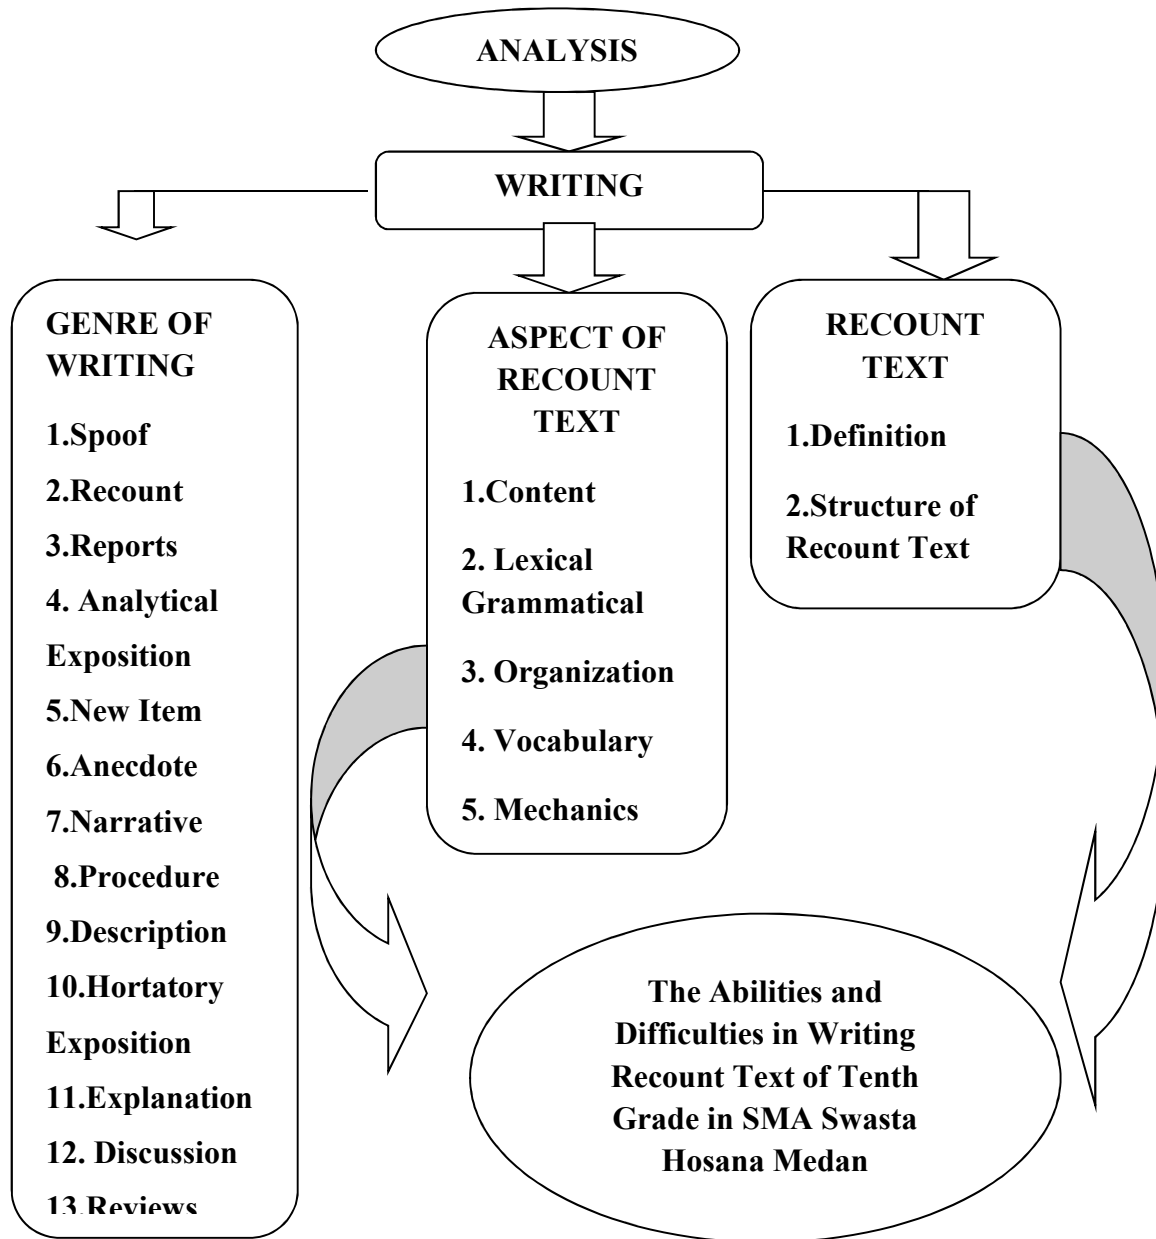 ANALYSIS
WRITING
GENRE OF
WRITING
1.Spoof
2.Recount
3.Reports
4. Analytical
Exposition
5.New Item
6.Anecdote
7.Narrative
8.Procedure
9.Description
10.Hortatory
Exposition
11.Explanation
12. Discussion
13.Reviews
ASPECT OF
RECOUNT
TEXT
1.Content
2. Lexical
Grammatical
3. Organization
4. Vocabulary
5. Mechanics
RECOUNT
TEXT
1.Definition
2.Structure of
Recount Text
The Abilities and
Difficulties in Writing
Recount Text of Tenth
Grade in SMA Swasta
Hosana Medan